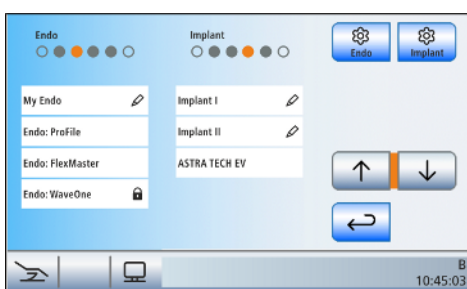 Endo
Implant
Endo
Implant
My Endo
Endo: ProFile
Endo: FlexMaster
Endo: WaveOne
Implant I
Implant II
ASTRA TECH EV
B
10:45:03